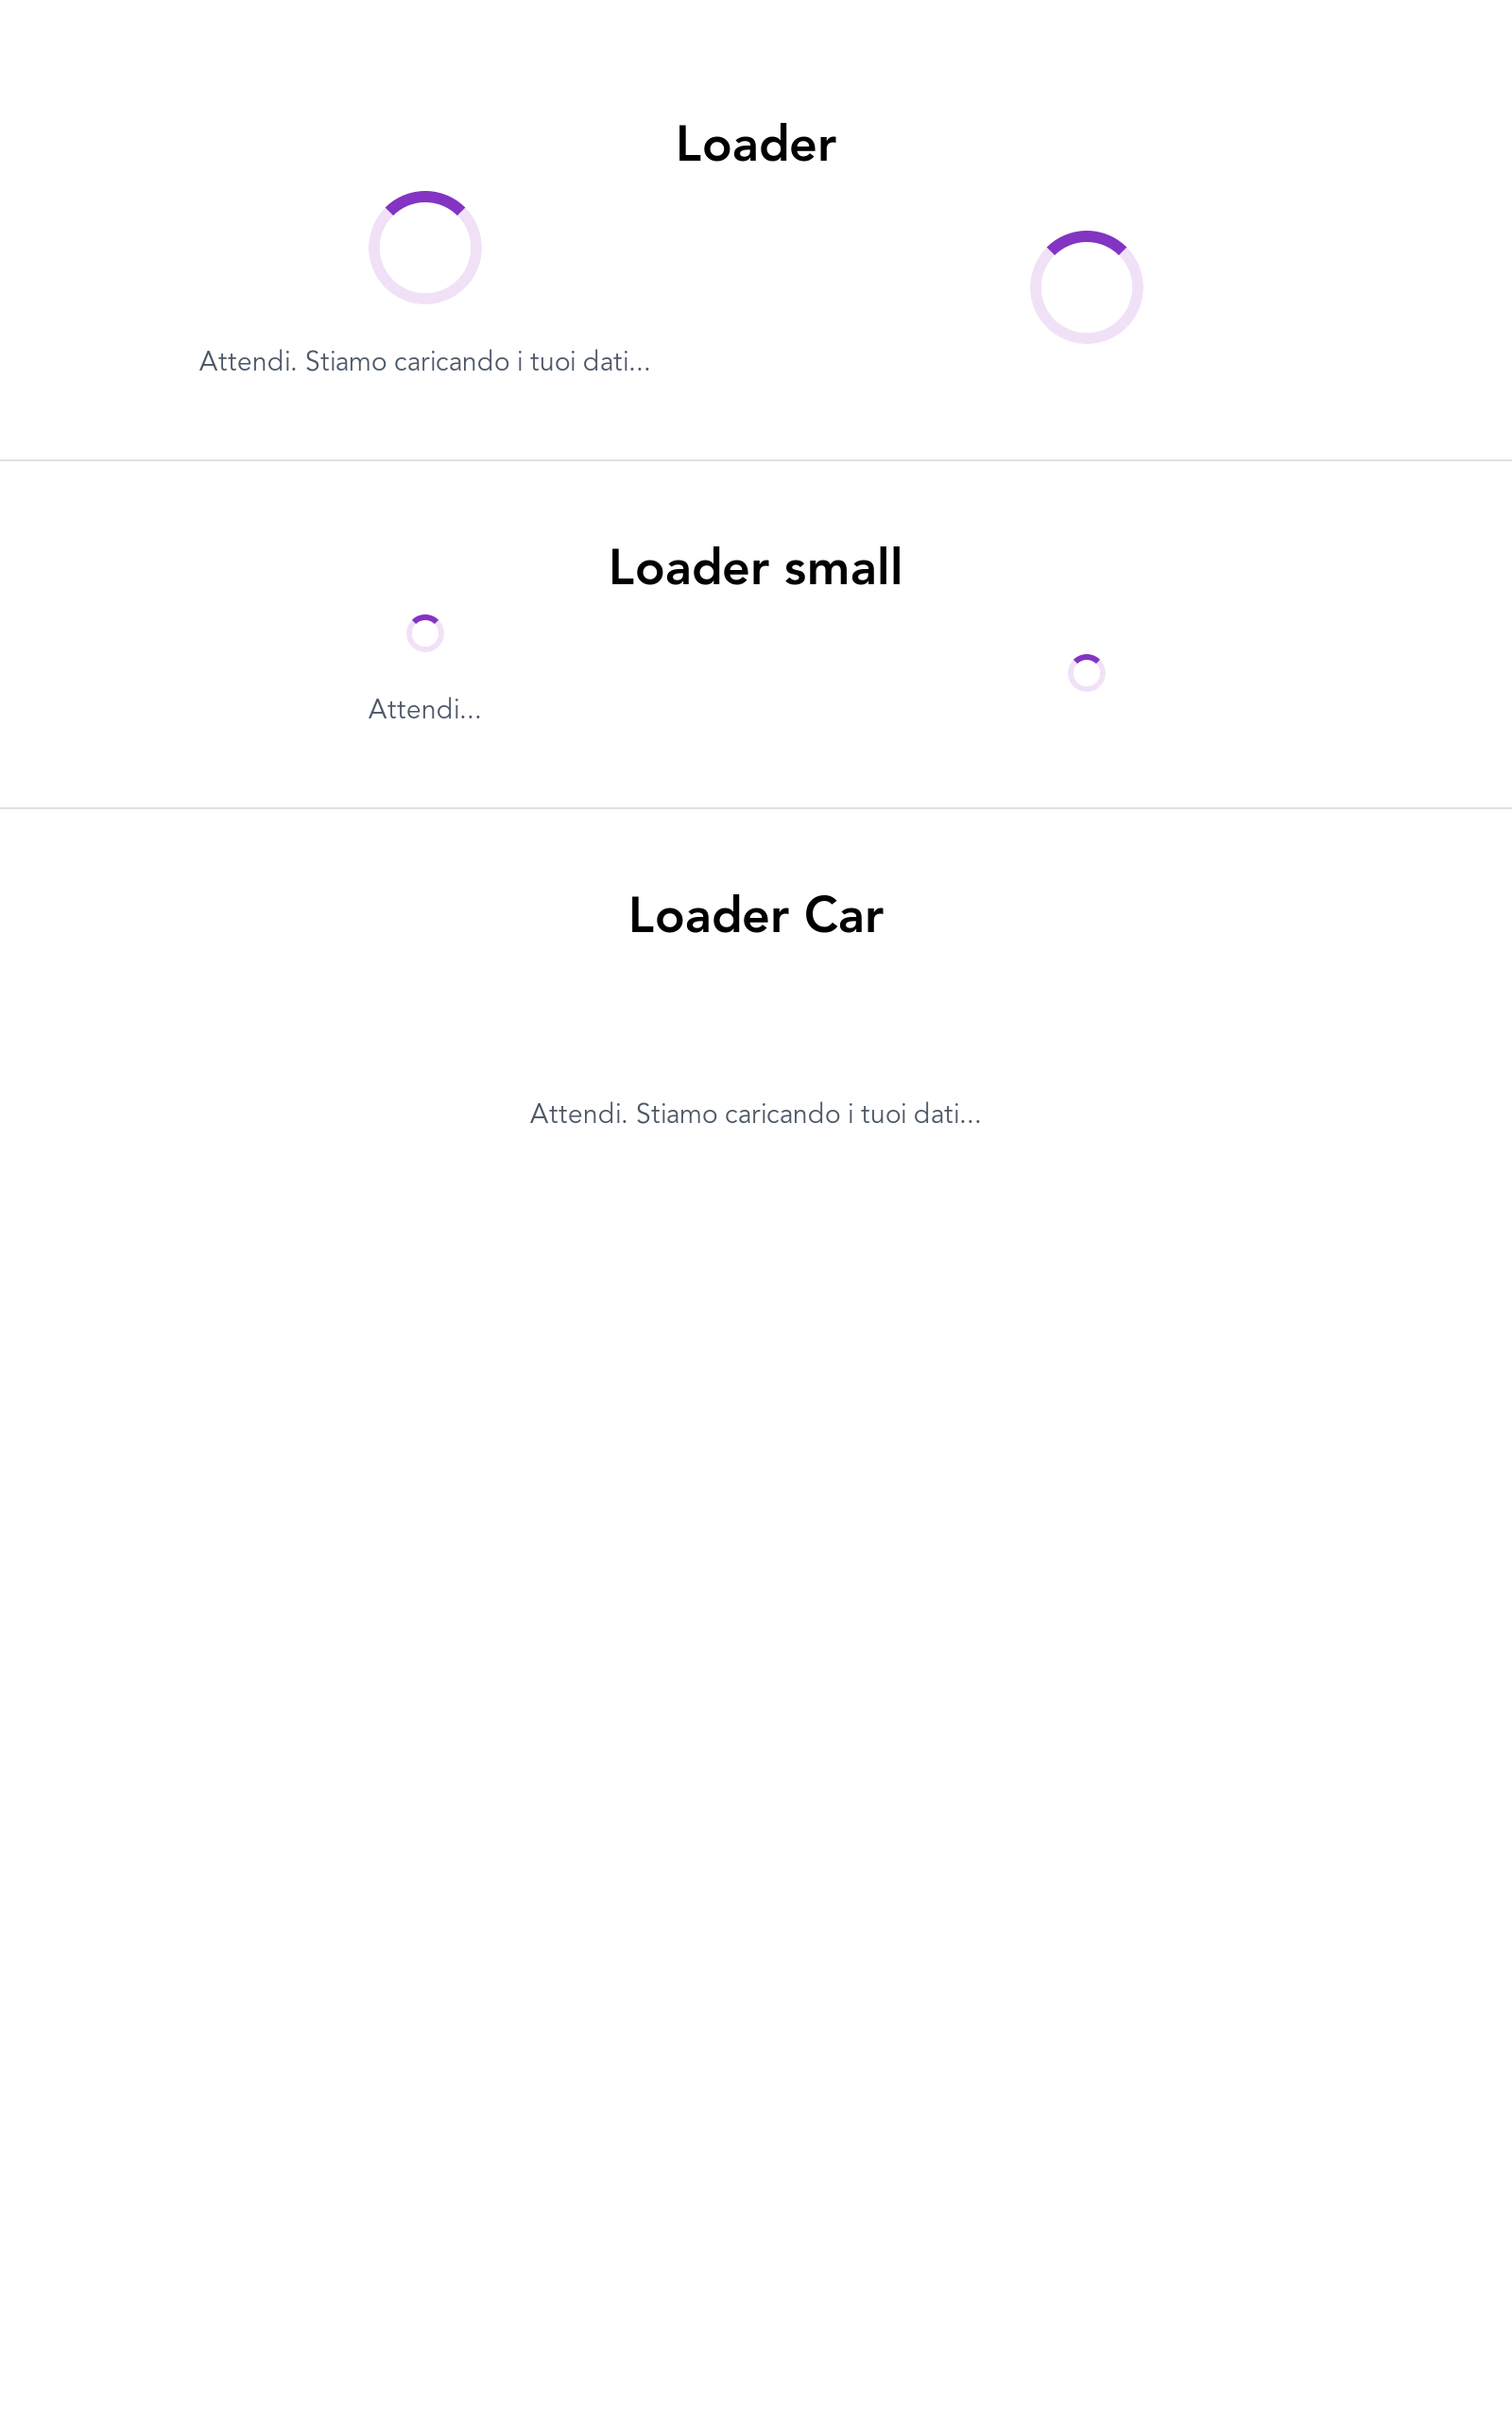 Loader
Attendi. Stiamo caricando i tuoi dati...
Loader small
Attendi...
Loader Car
Attendi. Stiamo caricando i tuoi dati...